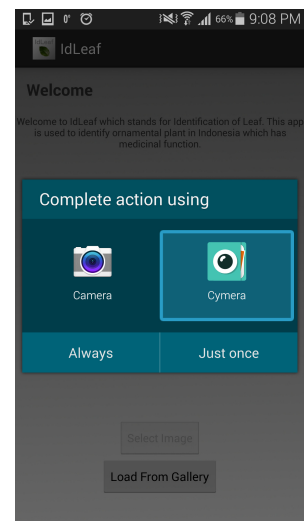 66% 9:08 PM
IdLeaf
Welcome
Welcome to IdLeaf which stands for Identification of Leaf. This app
is used to identify ornamental plant in Indonesia which has
medicinal function.
Complete action using
Camera
Cymera
Always
Just once
Select Image
Load From Gallery